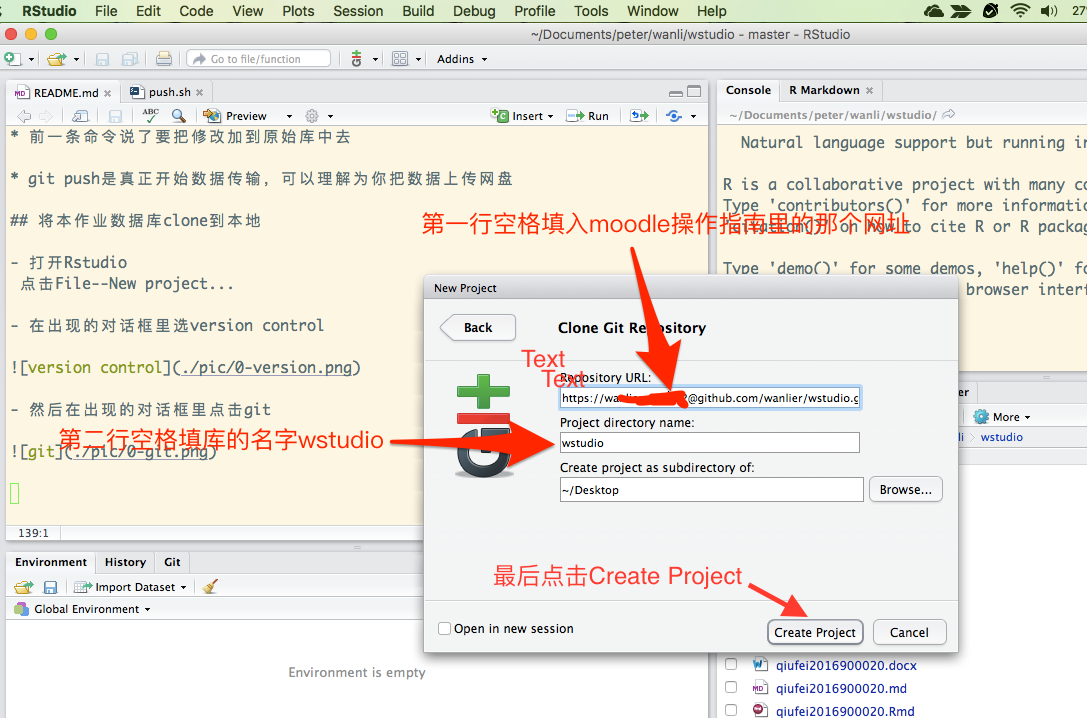 RStudio File Edit Code View Plots Session Build Debug Profile Tools Window Help
~/Documents/peter/wanli/wstudio - master - RStudio
Go to file/function Addins
README.md push.sh
ABC Preview Insert Run
* 前一条命令说了要把修改加到原始库中去
* git push是真正开始数据传输，可以理解为你把数据上传网盘
## 将本作业数据库clone到本地
- 打开Rstudio
点击File--New project...
- 在出现的对话框里选version control
![version control](./pic/0-version.png)
- 然后在出现的对话框里点击git
第二行空格填库的名字wstudio
![git](./pic/0-git.png)
139:1
Environment History Git
Import Dataset
Global Environment
Environment is empty
Console R Markdown
~/Documents/peter/wanli/wstudio/
Natural language support but running in
R is a collaborative project with many co
Type 'contributors()' for more information
第一行空格填入moodle操作指南里的那个网址
to cite R or R packag
Type 'demo()' for some demos, 'help()' fo
browser interf
New Project
Back
Clone Git Repository
Text
Text
Repository URL:
@github.com/wanlier/wstudio.g
Project directory name:
wstudio
Create project as subdirectory of:
~/Desktop
Browse...
最后点击Create Project
Open in new session
Create Project
Cancel
More
wstudio
qiufei2016900020.docx
qiufei2016900020.md
qiufei2016900020.Rmd